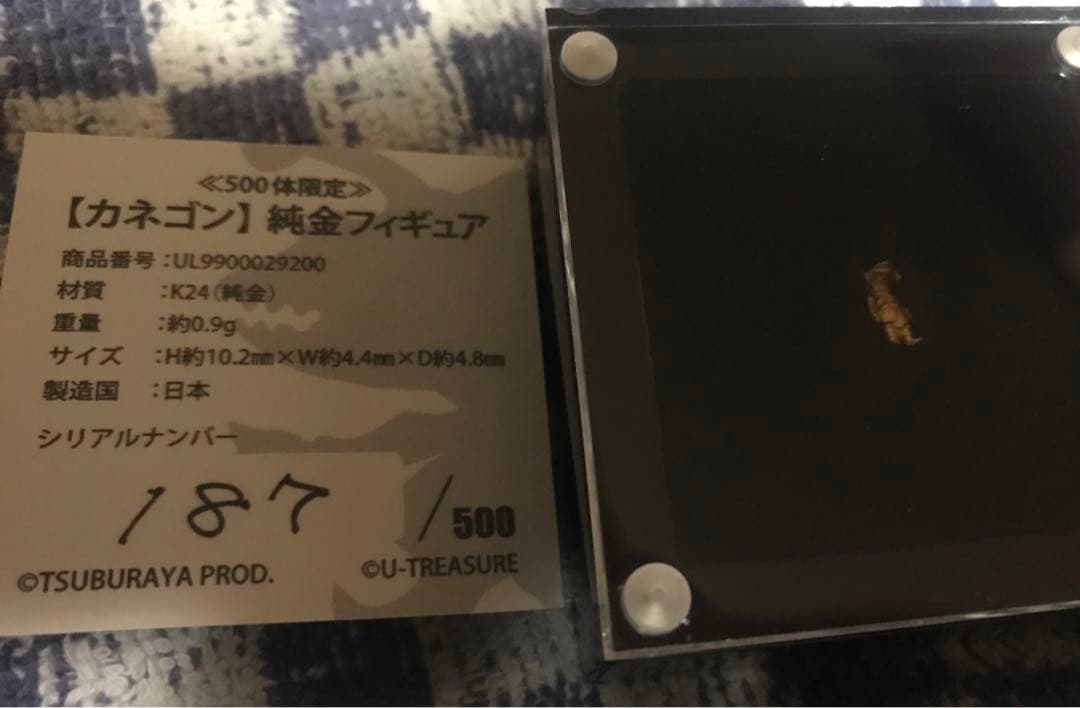 ≪500体限定≫
【カネゴン】純金フィギュア
商品番号：UL9900029200
材質　：K24（純金）
重量　：約0.9g
サイズ　：H約10.2㎜×W約4.4㎜×D約4.8㎜
製造国　：日本
シリアルナンバー
187 /500
©TSUBURAYA PROD. ©U-TREASURE